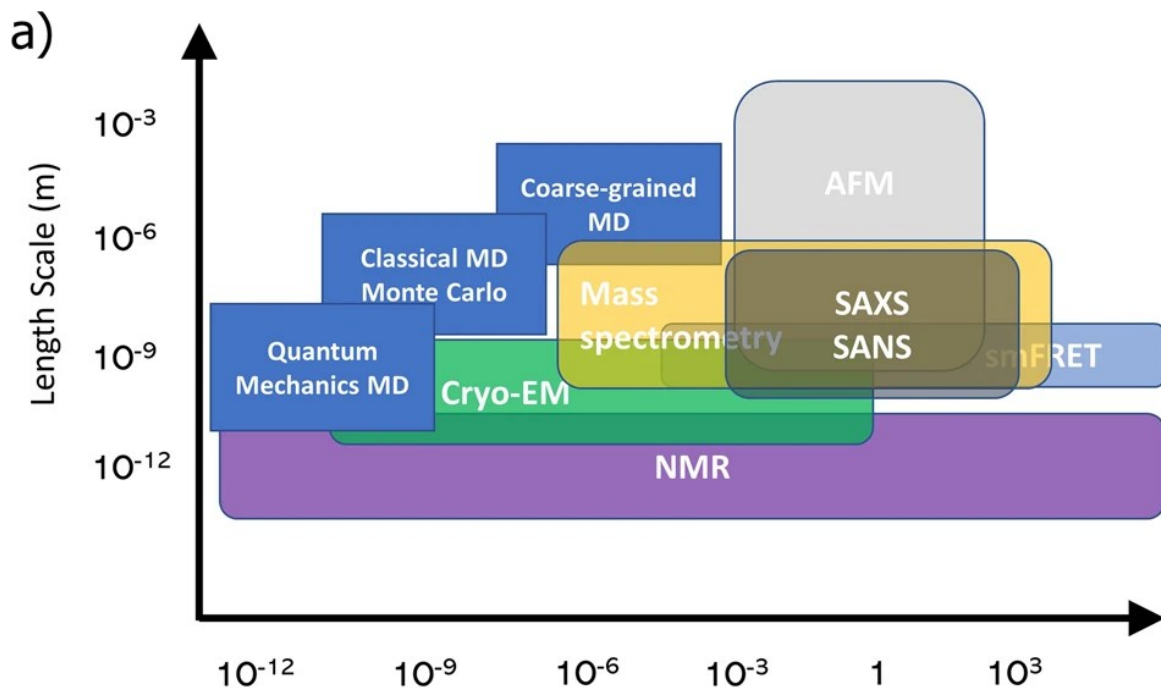 a)
Length Scale (m)
10⁻³
10⁻⁶
10⁻⁹
10⁻¹²
Coarse-grained
MD
AFM
Classical MD
Monte Carlo
Mass
spectrometry
SAXS
SANS
Quantum
Mechanics MD
smFRET
Cryo-EM
NMR
10⁻¹² 10⁻⁹ 10⁻⁶ 10⁻³ 1 10³